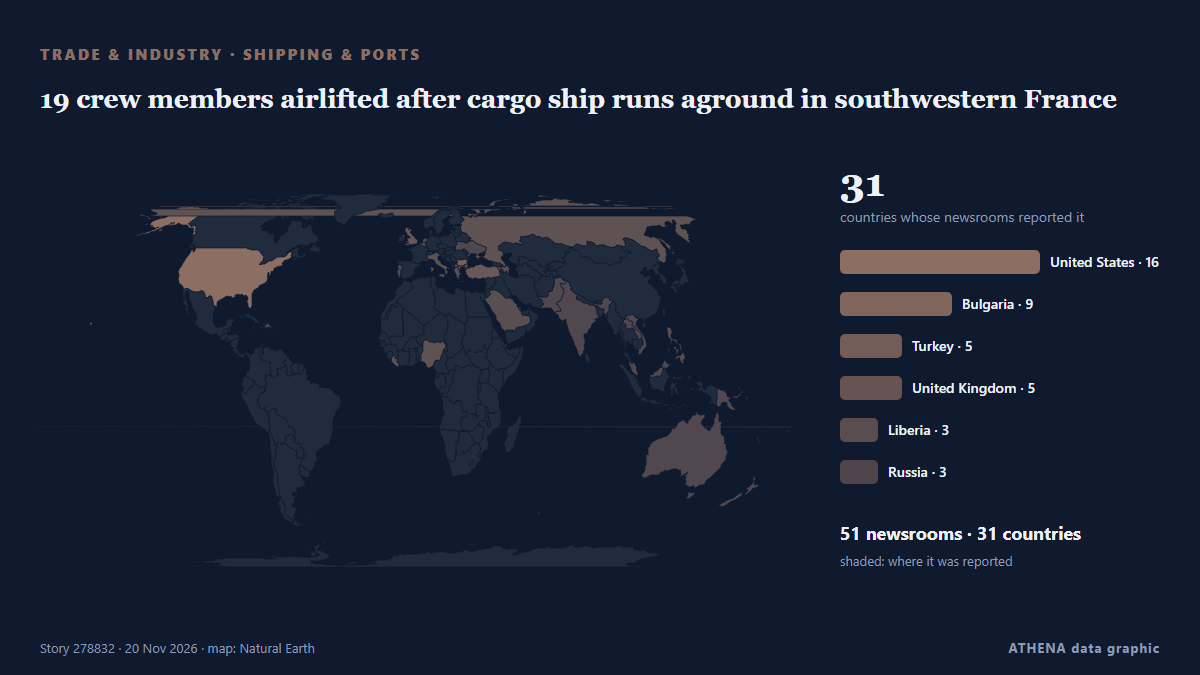 TRADE & INDUSTRY · SHIPPING & PORTS
19 crew members airlifted after cargo ship runs aground in southwestern France
31
countries whose newsrooms reported it
United States · 16
Bulgaria · 9
Turkey · 5
United Kingdom · 5
Liberia · 3
Russia · 3
51 newsrooms · 31 countries
shaded: where it was reported
Story 278832 · 20 Nov 2026 · map: Natural Earth
ATHENA data graphic